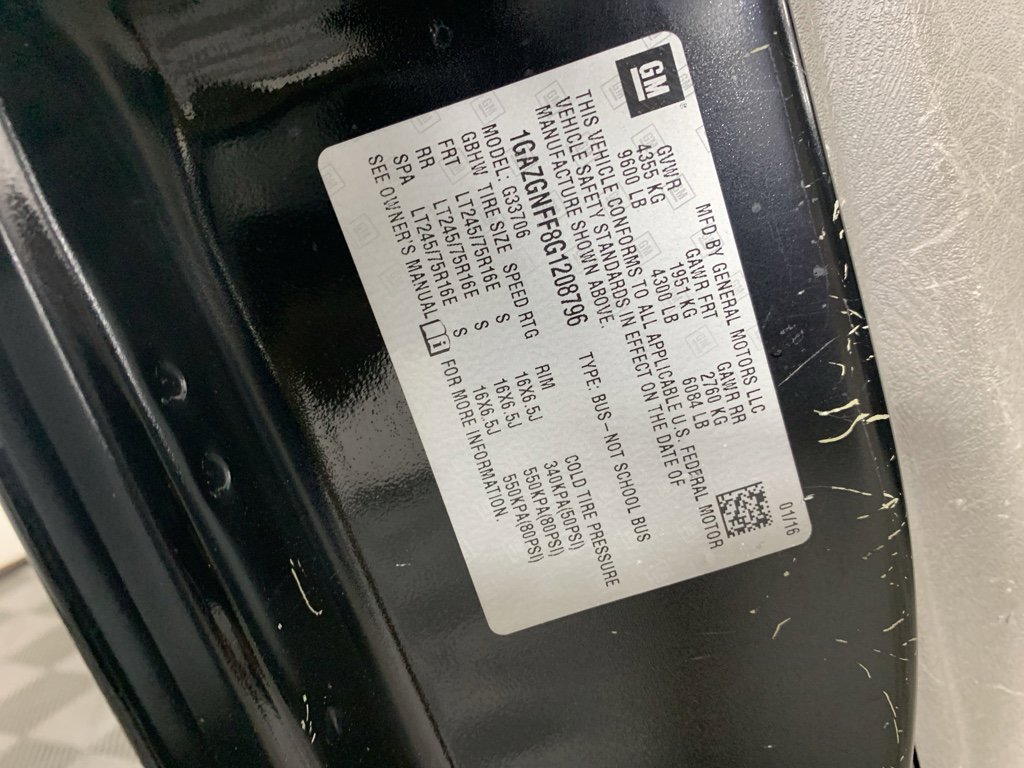 GM
MFD BY GENERAL MOTORS LLC
01/16
GVWR GAWR FRT GAWR RR
4355 KG 1951 KG 2760 KG
9600 LB 4300 LB 6084 LB
THIS VEHICLE CONFORMS TO ALL APPLICABLE U.S. FEDERAL MOTOR
VEHICLE SAFETY STANDARDS IN EFFECT ON THE DATE OF
MANUFACTURE SHOWN ABOVE.
1GAZGNFF8G1208796 TYPE: BUS – NOT SCHOOL BUS
MODEL: G33706
GBHW TIRE SIZE SPEED RTG RIM COLD TIRE PRESSURE
FRT LT245/75R16E S 16X6.5J 340KPA(50PSI)
RR LT245/75R16E S 16X6.5J 550KPA(80PSI)
SPA LT245/75R16E S 16X6.5J 550KPA(80PSI)
SEE OWNER'S MANUAL FOR MORE INFORMATION.